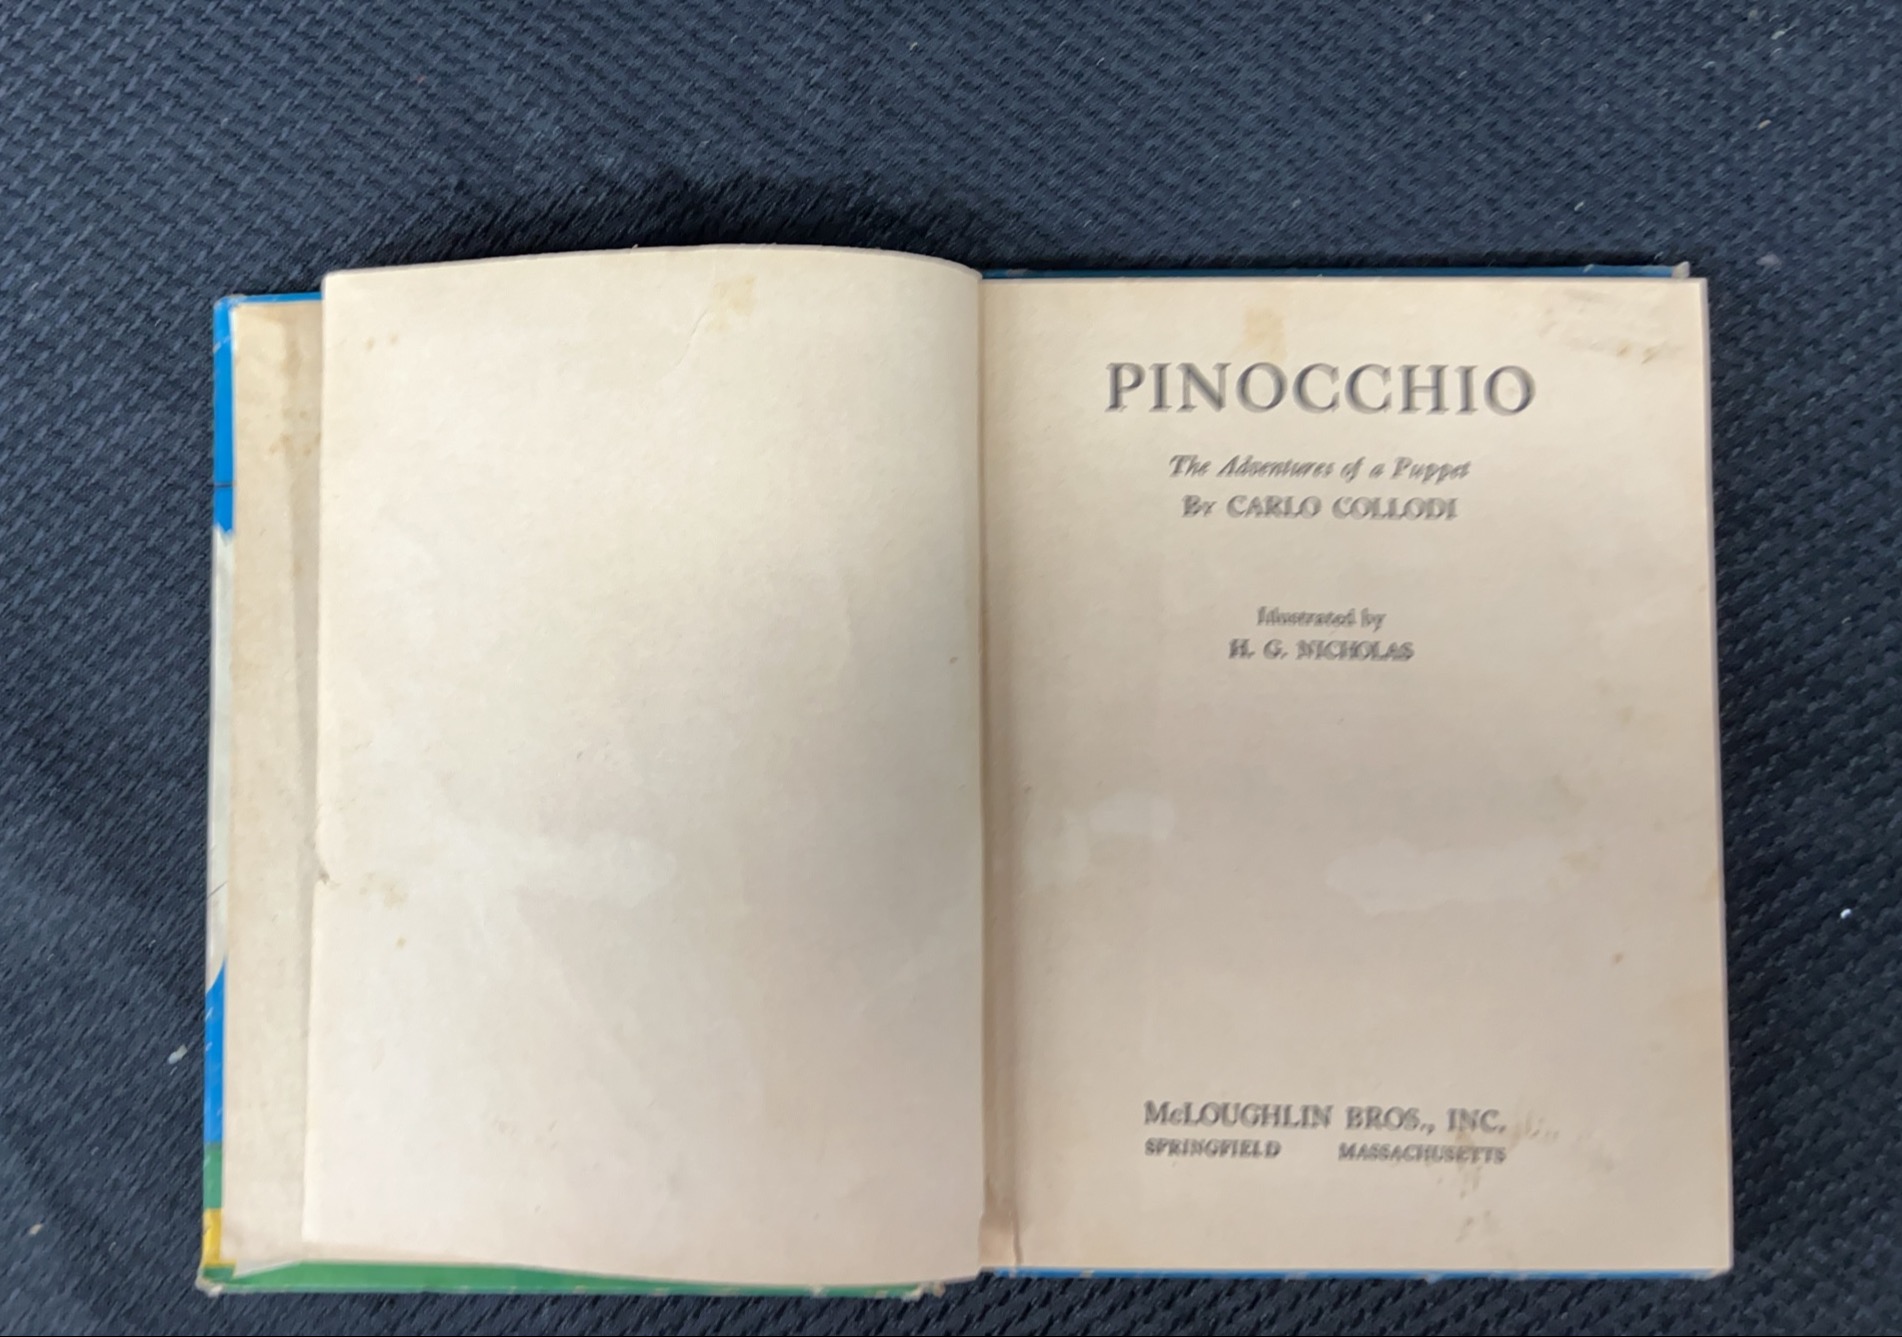 PINOCCHIO
The Adventures of a Puppet
By CARLO COLLODI
Illustrated by
H. G. NICHOLAS
McLOUGHLIN BROS., INC.
SPRINGFIELD MASSACHUSETTS